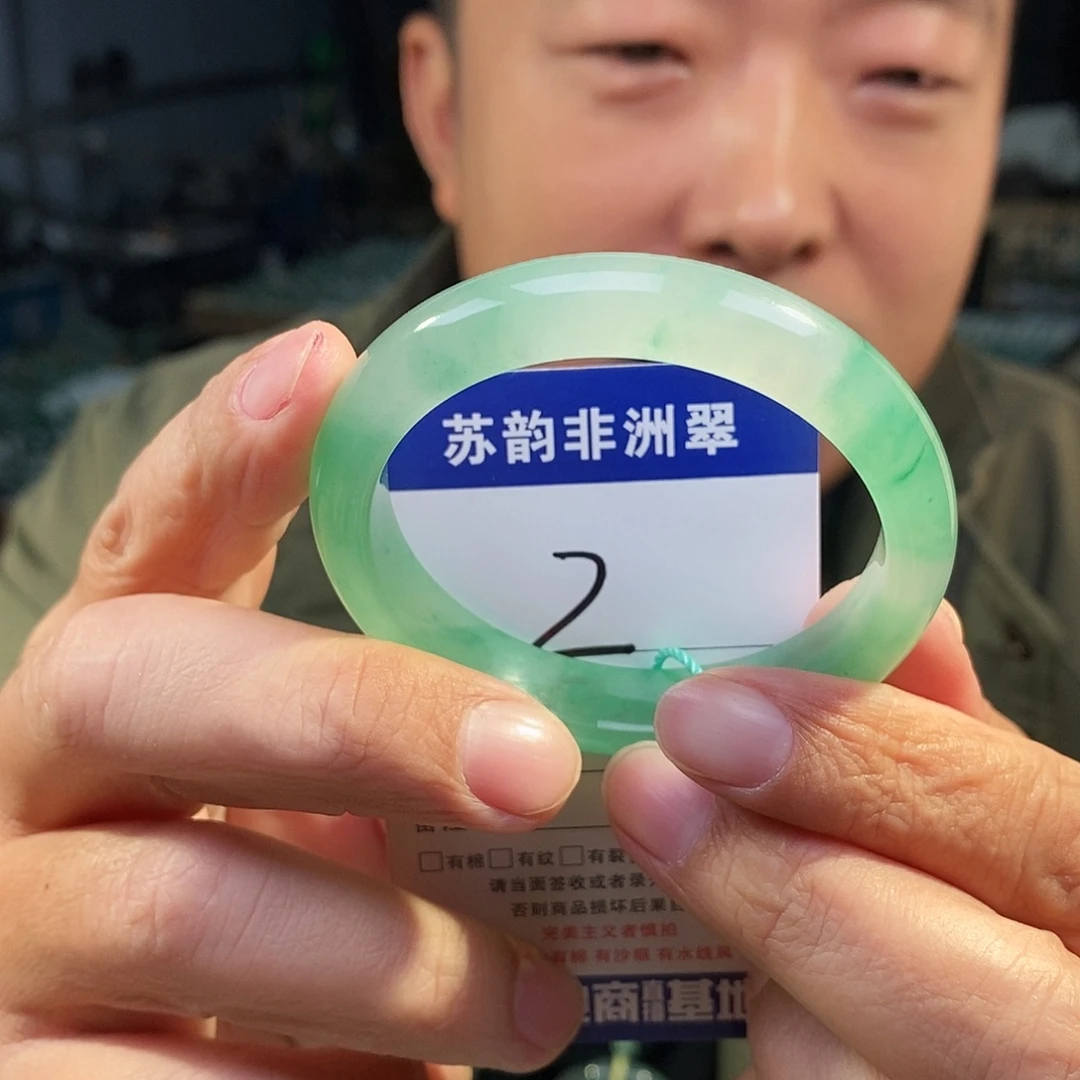 苏韵非洲翠
2
□有棉□有纹□有裂
请当面签收或者录
否则商品损坏后果
完美主义者慎拍
有棉 有沙眼 有水线属
商 基地